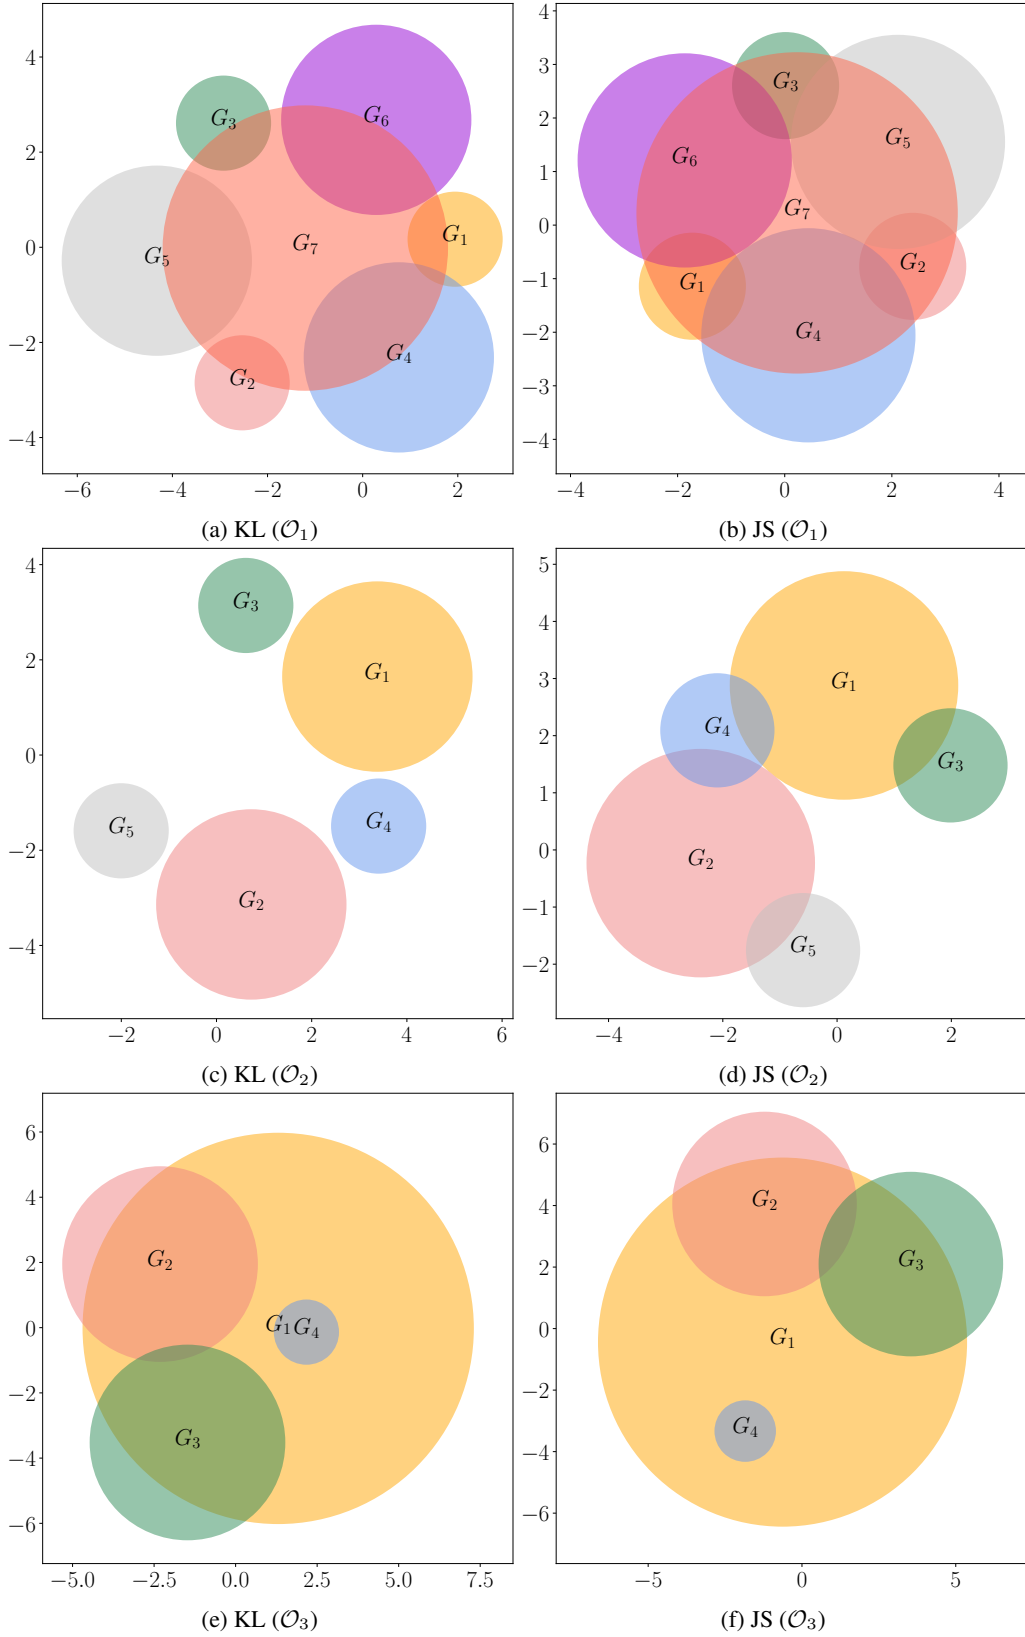 4
2
0
−2
−4
G3
G6
G1
G7
G5
G4
G2
−6 −4 −2 0 2
(a) KL (𝒪1)
4
3
2
1
0
−1
−2
−3
−4
G3
G5
G6
G7
G2
G1
G4
−4 −2 0 2 4
(b) JS (𝒪1)
4
2
0
−2
−4
G3
G1
G4
G5
G2
−2 0 2 4 6
(c) KL (𝒪2)
5
4
3
2
1
0
−1
−2
G1
G4
G3
G2
G5
−4 −2 0 2
(d) JS (𝒪2)
6
4
2
0
−2
−4
−6
G2
G1 G4
G3
−5.0 −2.5 0.0 2.5 5.0 7.5
(e) KL (𝒪3)
6
4
2
0
−2
−4
−6
G2
G3
G1
G4
−5 0 5
(f) JS (𝒪3)